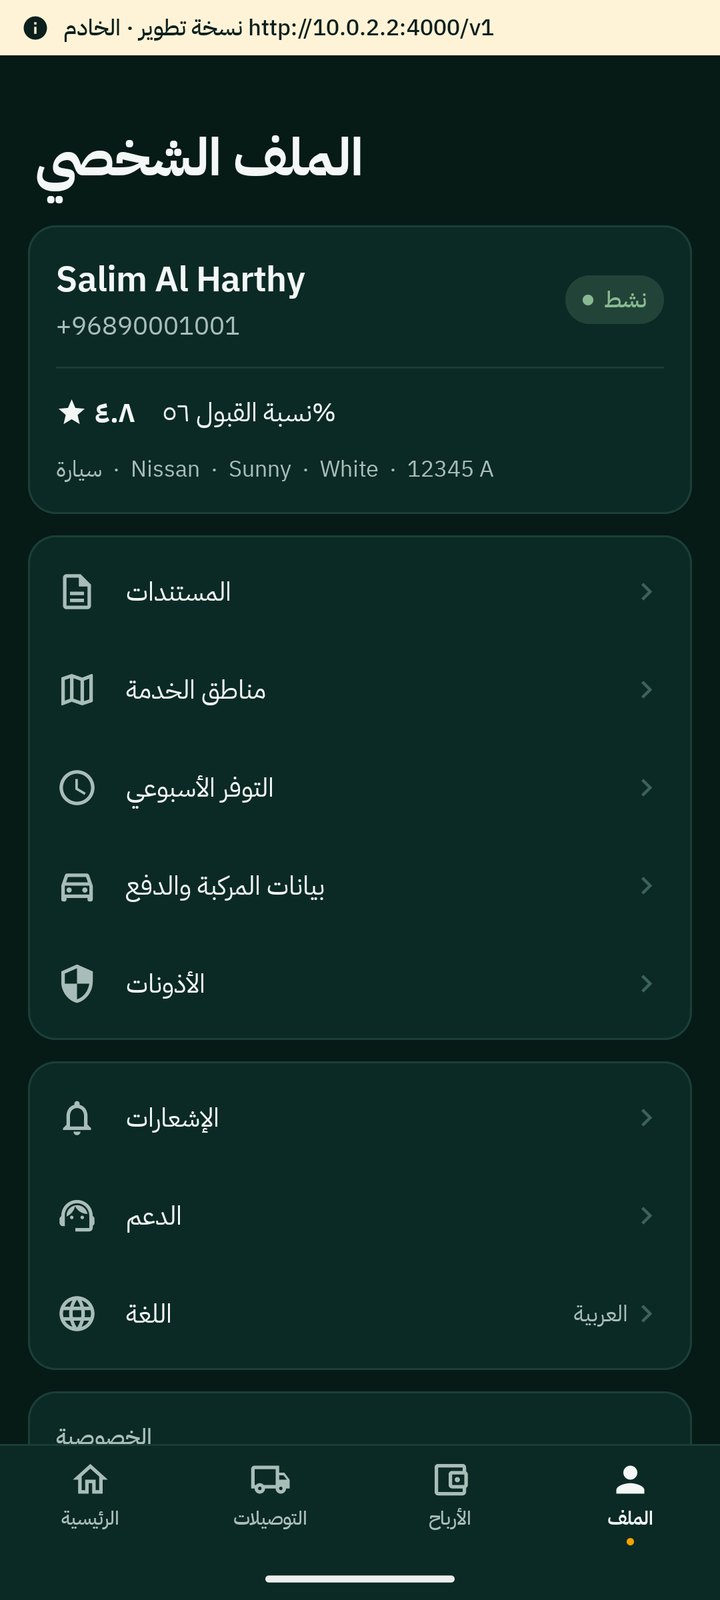 نسخة تطوير · الخادم http://10.0.2.2:4000/v1
الملف الشخصي
Salim Al Harthy
+96890001001
نشط
٤.٨
نسبة القبول ٥٦%
سيارة · Nissan · Sunny · White · 12345 A
المستندات
مناطق الخدمة
التوفر الأسبوعي
بيانات المركبة والدفع
الأذونات
الإشعارات
الدعم
اللغة
العربية
الخصوصية
الرئيسية
التوصيلات
الأرباح
الملف